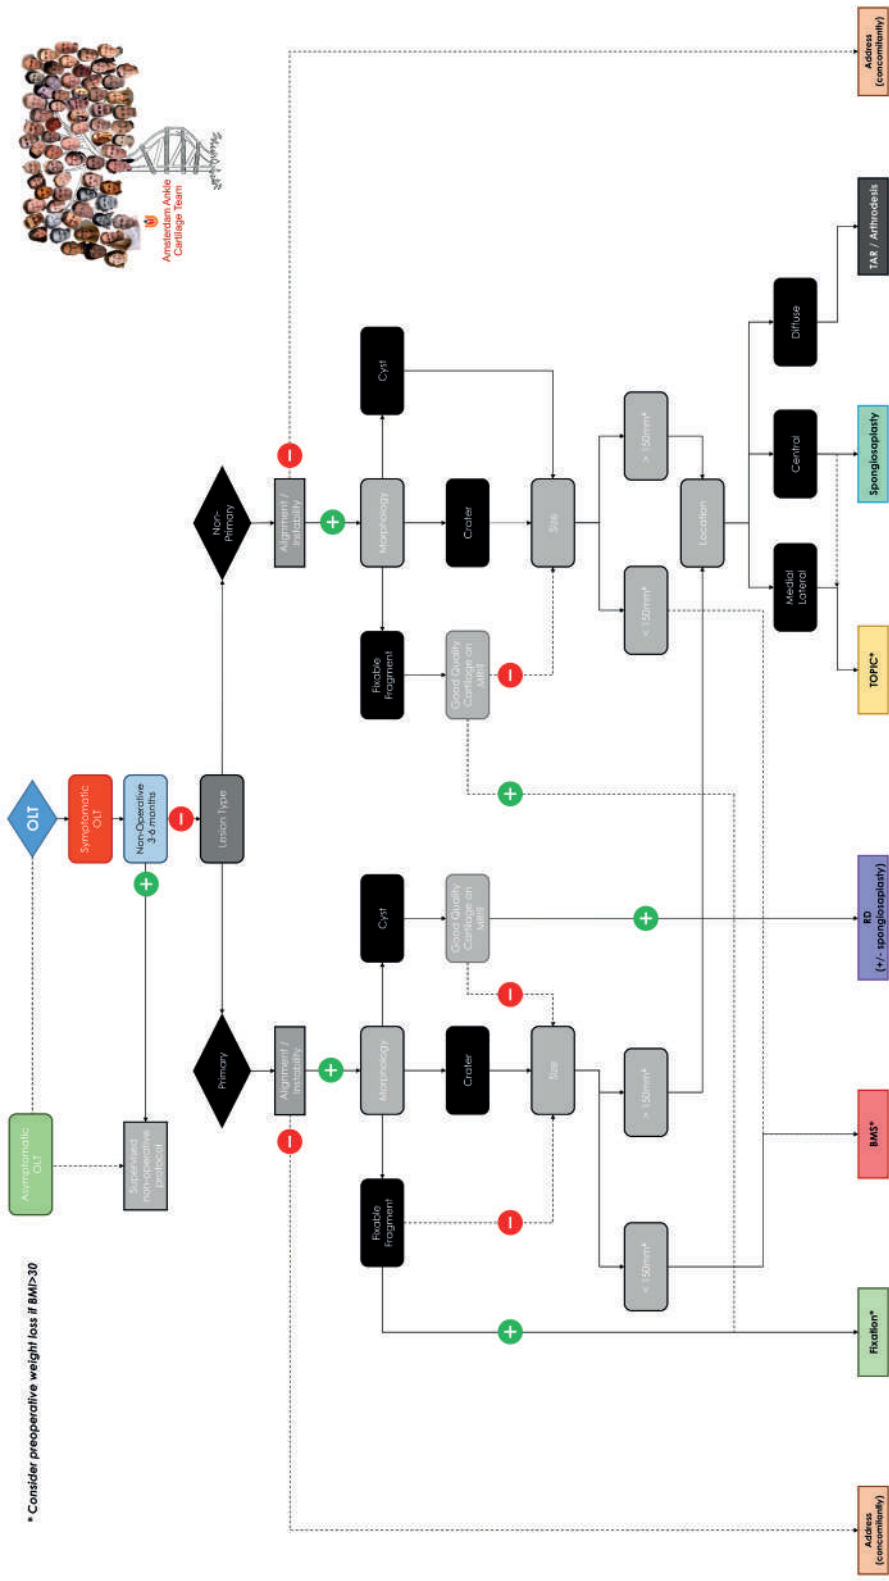 * Consider preoperative weight loss if BMI>30
Asymptomatic
OLT
OLT
Amsterdam Ankle
Cartilage Team
Symptomatic
OLT
Supervised
non-operative
protocol
+
Non-Operative
3-6 months
−
Lesion Type
Primary
Non-
Primary
−
Alignment /
Instability
Alignment /
Instability
−
+
+
Morphology
Morphology
Fixable
Fragment
Crater
Cyst
Fixable
Fragment
Crater
Cyst
Good Quality
Cartilage on
MRI?
Good Quality
Cartilage on
MRI?
+
−
−
+
−
Size
Size
+
< 150mm²
> 150mm²
< 150mm²
> 150mm²
Location
Medial
Lateral
Central
Diffuse
Address
(concomitantly)
Fixation*
BMS*
RD
(+/- spongiosaplasty)
TOPIC*
Spongiosaplasty
TAR / Arthrodesis
Address
(concomitantly)